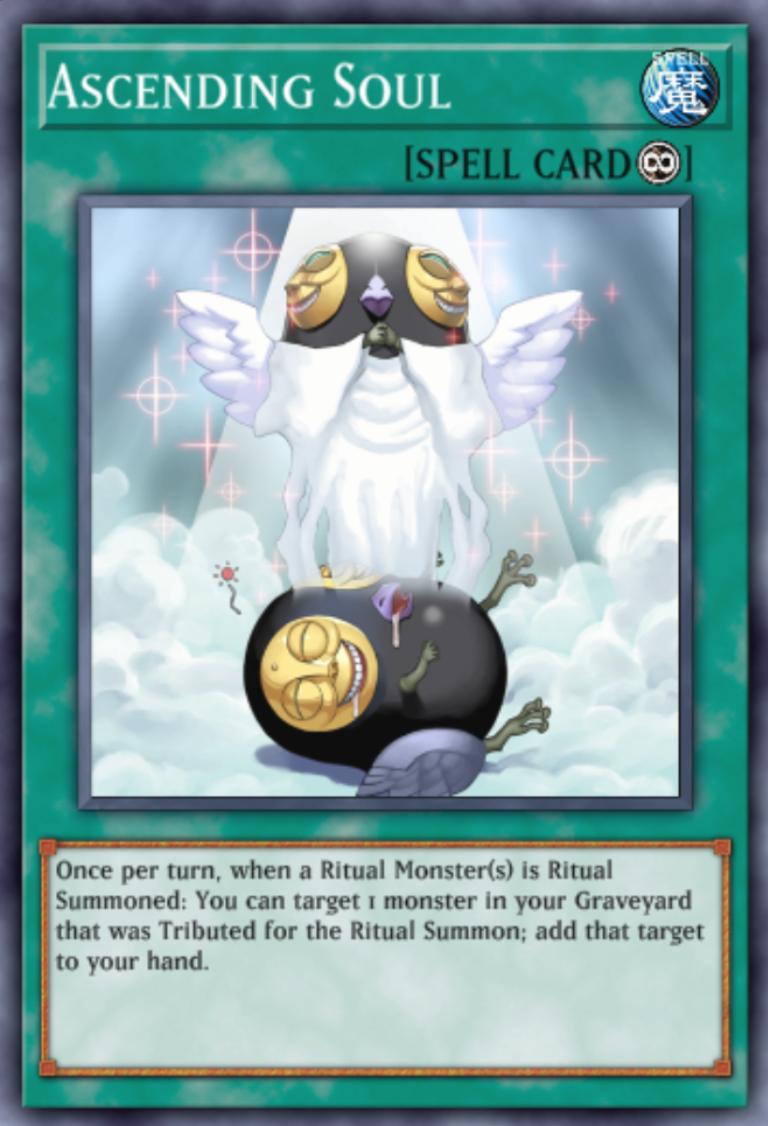 Ascending Soul
SPELL
魔
[SPELL CARD∞]
Once per turn, when a Ritual Monster(s) is Ritual
Summoned: You can target 1 monster in your Graveyard
that was Tributed for the Ritual Summon; add that target
to your hand.